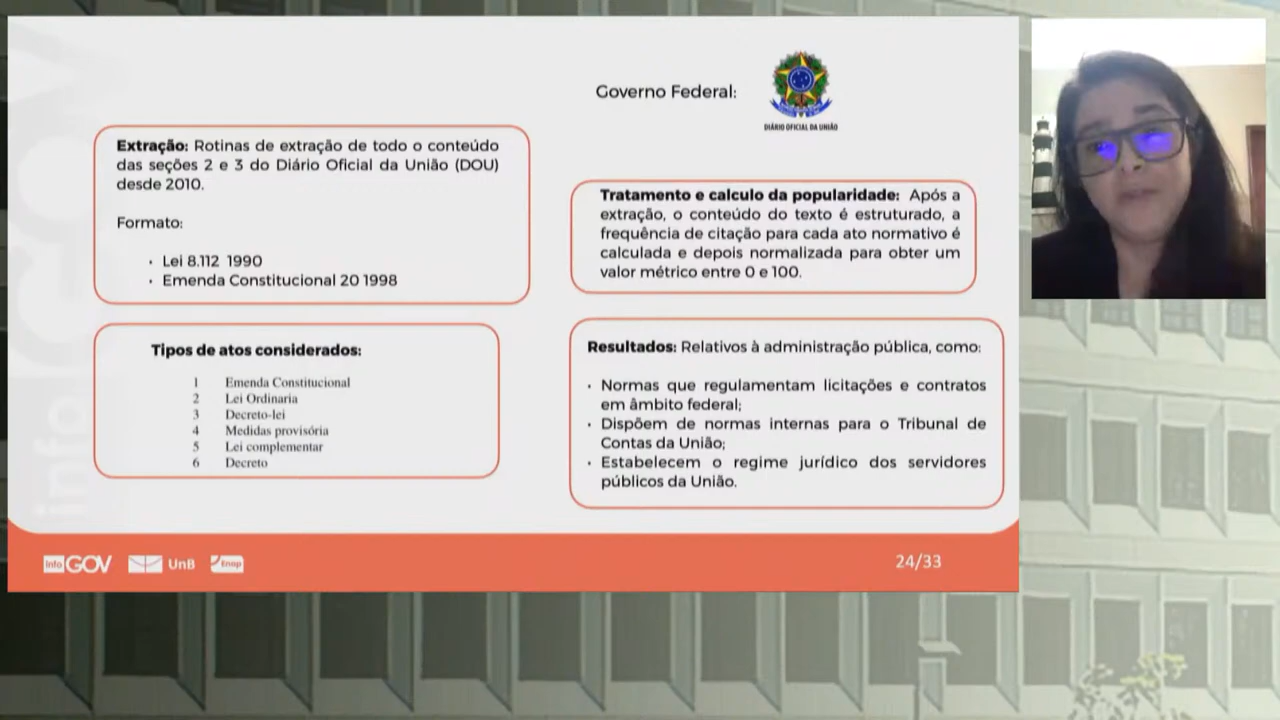 Governo Federal:
DIÁRIO OFICIAL DA UNIÃO
Extração: Rotinas de extração de todo o conteúdo
das seções 2 e 3 do Diário Oficial da União (DOU)
desde 2010.
Formato:
• Lei 8.112 1990
• Emenda Constitucional 20 1998
Tratamento e calculo da popularidade: Após a
extração, o conteúdo do texto é estruturado, a
frequência de citação para cada ato normativo é
calculada e depois normalizada para obter um
valor métrico entre 0 e 100.
Tipos de atos considerados:
1 Emenda Constitucional
2 Lei Ordinaria
3 Decreto-lei
4 Medidas provisória
5 Lei complementar
6 Decreto
Resultados: Relativos à administração pública, como:
• Normas que regulamentam licitações e contratos
em âmbito federal;
• Dispõem de normas internas para o Tribunal de
Contas da União;
• Estabelecem o regime jurídico dos servidores
públicos da União.
info GOV
info GOV
UnB
Enap
24/33